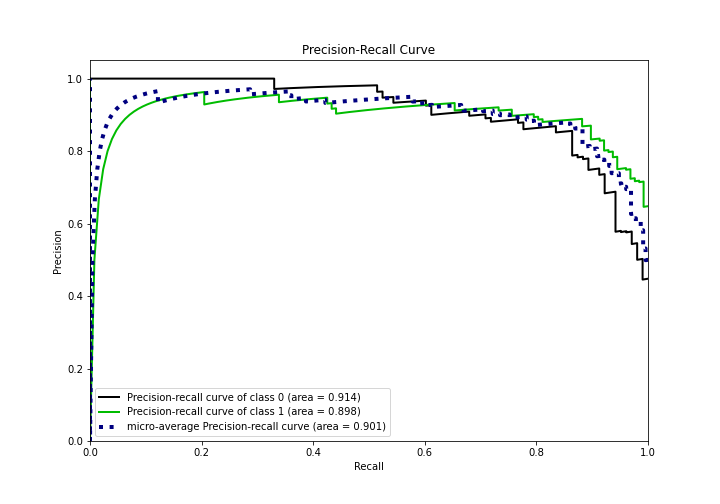 Precision-Recall Curve
1.0
0.8
0.6
0.4
0.2
0.0
Precision
Precision-recall curve of class 0 (area = 0.914)
Precision-recall curve of class 1 (area = 0.898)
micro-average Precision-recall curve (area = 0.901)
0.0 0.2 0.4 0.6 0.8 1.0
Recall